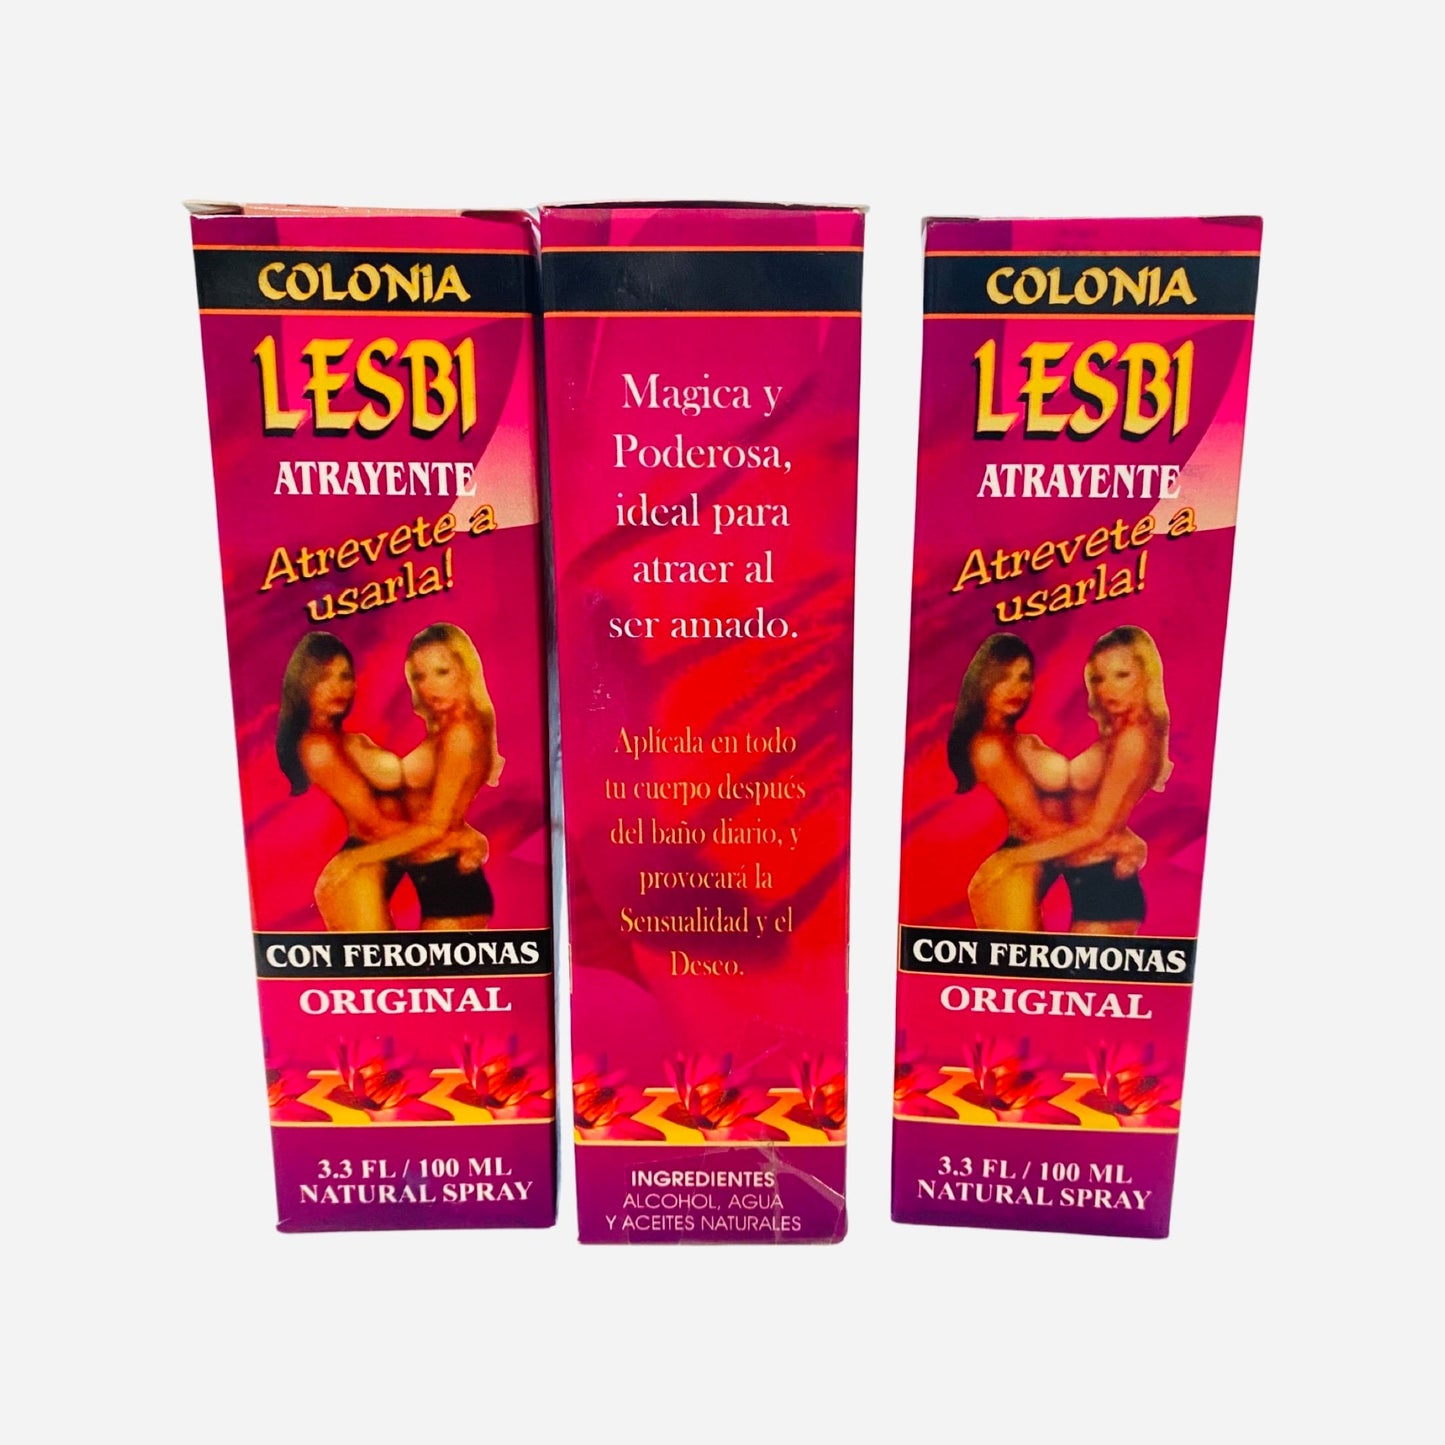 COLONIA
LESBI
ATRAYENTE
Atrevete a
usarla!
CON FEROMONAS
ORIGINAL
3.3 FL / 100 ML
NATURAL SPRAY
Magica y
Poderosa,
ideal para
atraer al
ser amado.
Aplícala en todo
tu cuerpo después
del baño diario, y
provocará la
Sensualidad y el
Deseo.
INGREDIENTES
ALCOHOL, AGUA
Y ACEITES NATURALES
COLONIA
LESBI
ATRAYENTE
Atrevete a
usarla!
CON FEROMONAS
ORIGINAL
3.3 FL / 100 ML
NATURAL SPRAY